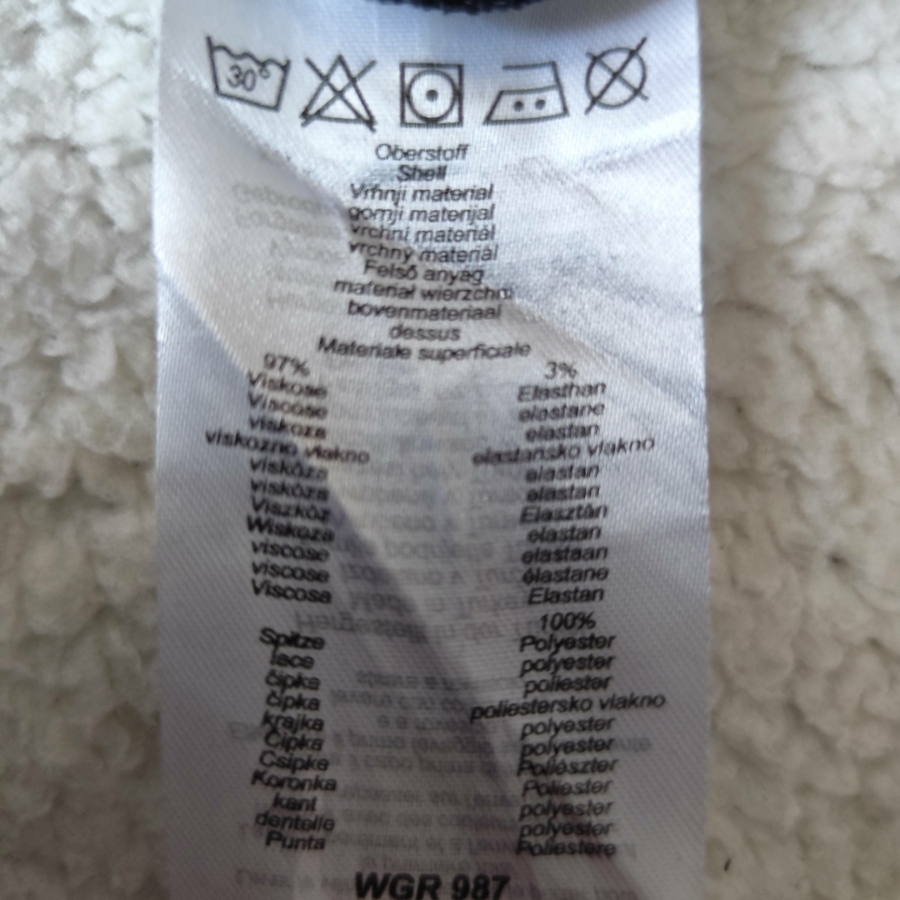 30°
Oberstoff
Shell
Vrhnji material
gornji materijal
vrchní materiál
vrchný materiál
Felső anyag
materiał wierzchni
bovenmateriaal
dessus
Materiale superficiale
97% 3%
Viskose Elasthan
Viscose elastane
viskoza elastan
viskozno vlakno elastansko vlakno
viskóza elastan
viskóza elastan
Viszkóz Elasztán
Wiskoza elastan
viscose elastaan
viscose élastane
Viscosa Elastan
100%
Spitze Polyester
lace polyester
čipka poliester
čipka poliestersko vlakno
krajka polyester
Čipka polyester
Csipke Poliészter
Koronka Poliester
kant polyester
dentelle polyester
Punta Poliestere
WGR 987